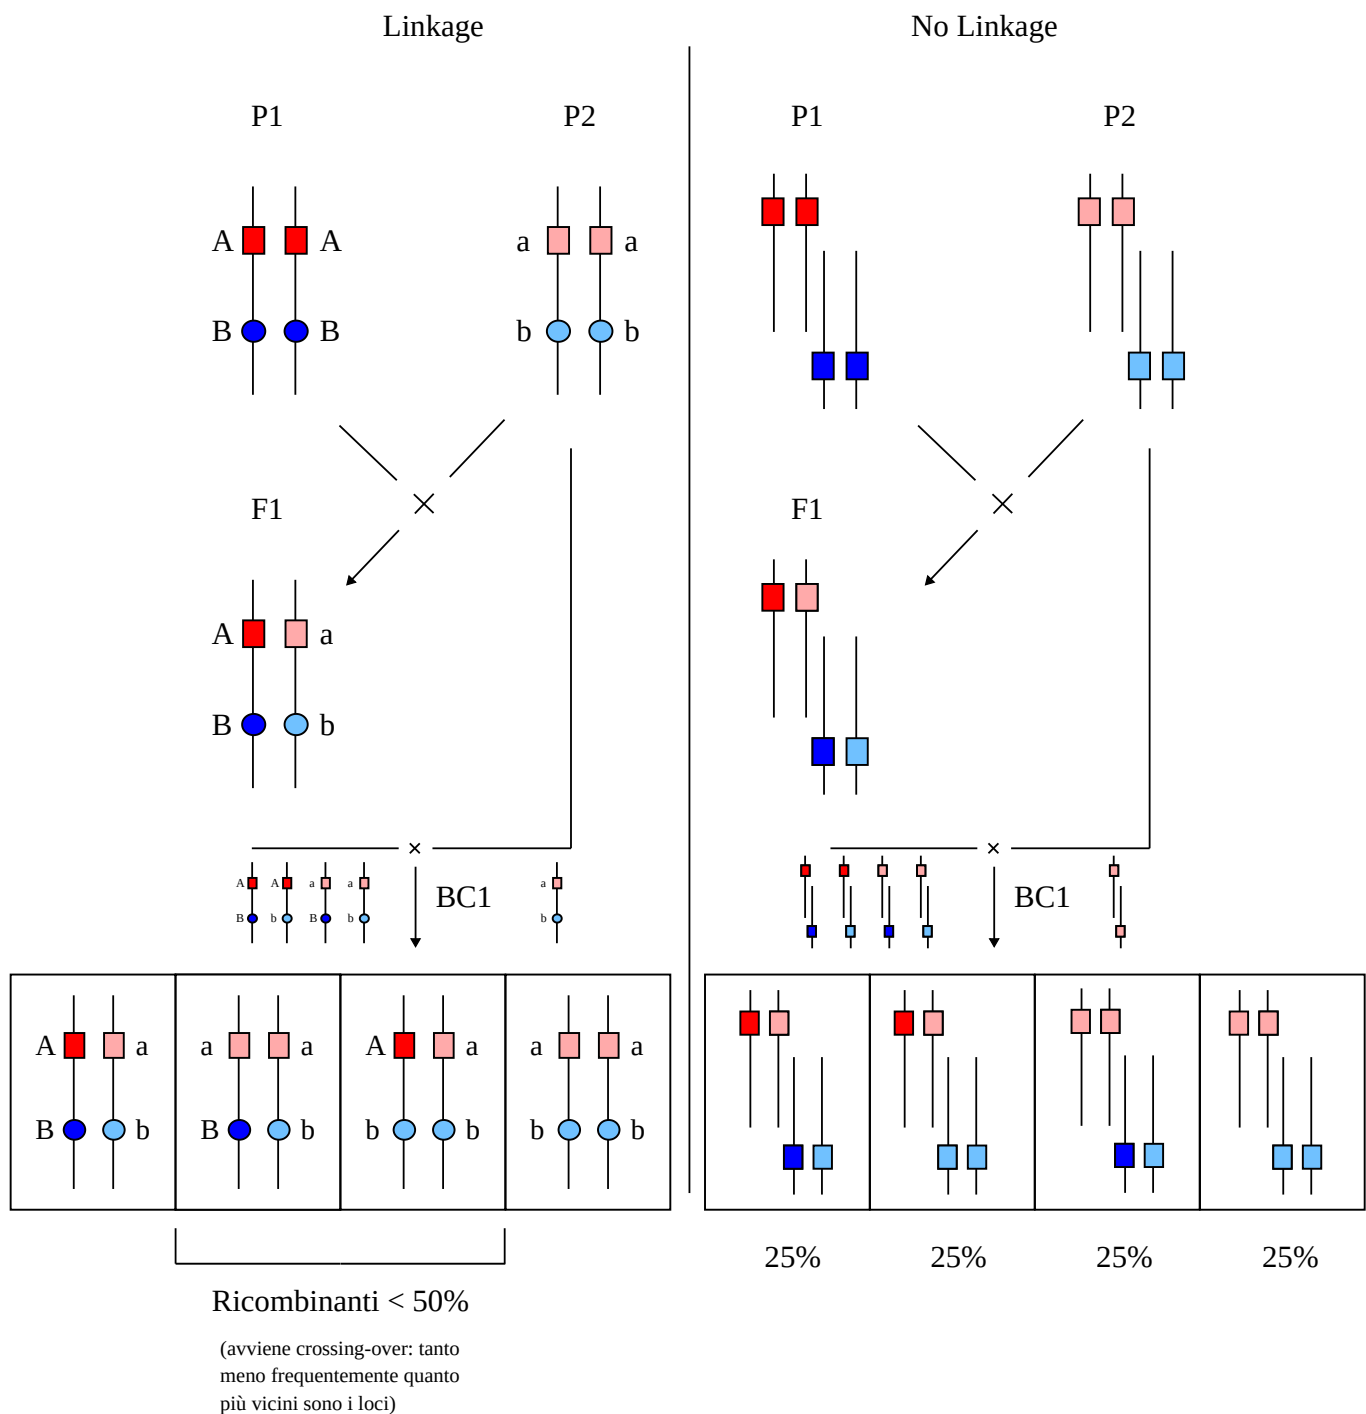 Linkage
No Linkage
P1
P2
P1
P2
A A
a a
B B
b b
F1
F1
A a
B b
A A a a
a
BC1
BC1
B b B b
b
A a
a a
A a
a a
B b
B b
b b
b b
25%
25%
25%
25%
Ricombinanti < 50%
(avviene crossing-over: tanto
meno frequentemente quanto
più vicini sono i loci)